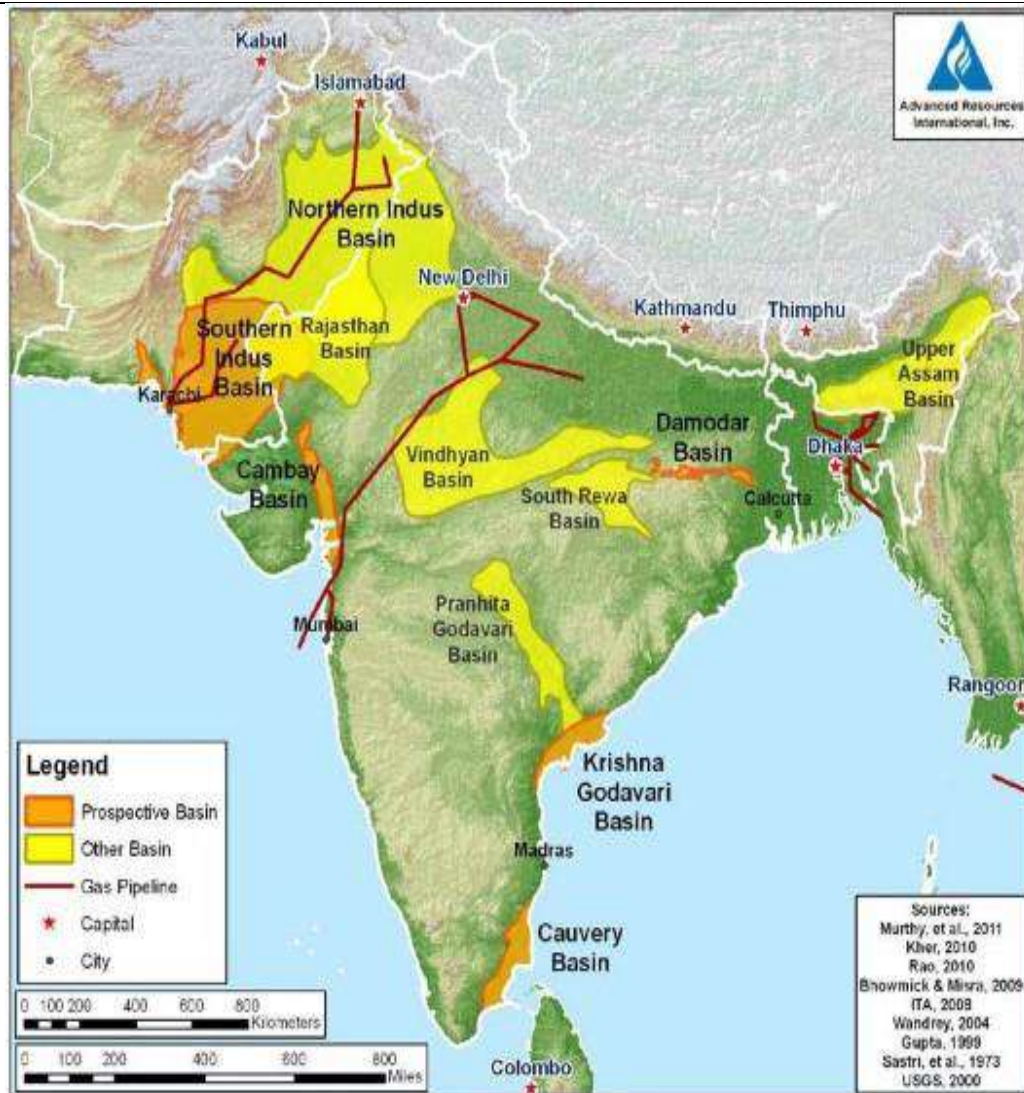 Kabul
Islamabad
Advanced Resources
International, Inc.
Northern Indus
Basin
New Delhi
Kathmandu
Thimphu
Southern
Indus
Basin
Rajasthan
Basin
Karachi
Upper
Assam
Basin
Damodar
Basin
Dhaka
Cambay
Basin
Vindhyan
Basin
South Rewa
Basin
Calcutta
Pranhita
Godavari
Basin
Mumbai
Rangoon
Krishna
Godavari
Basin
Madras
Cauvery
Basin
Colombo
Legend
Prospective Basin
Other Basin
Gas Pipeline
Capital
City
0 100 200 400 600 800
Kilometers
0 100 200 400 600 800
Miles
Sources:
Murthy, et al., 2011
Kher, 2010
Rao, 2010
Bhowmick & Misra, 2009
ITA, 2008
Wandrey, 2004
Gupta, 1999
Sastri, et al., 1973
USGS, 2000